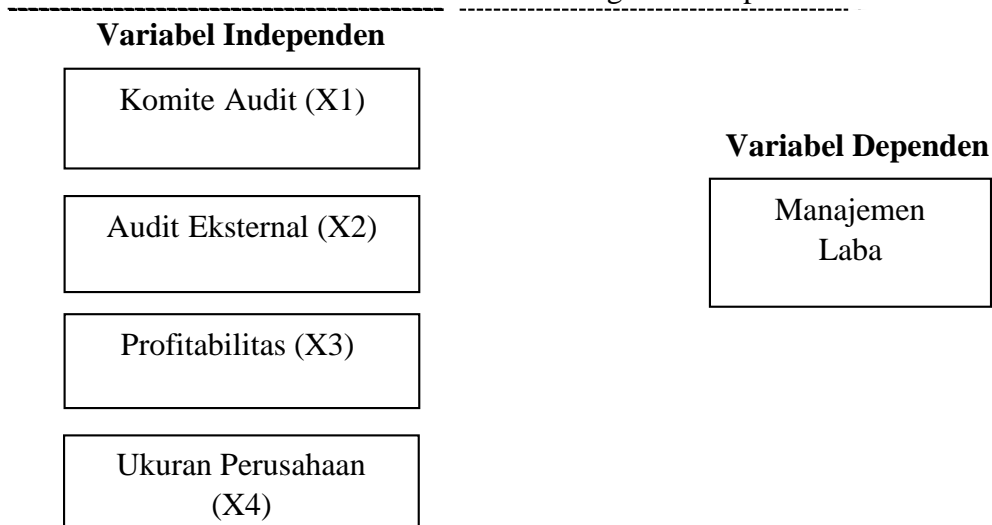 Variabel Independen
Komite Audit (X1)
Audit Eksternal (X2)
Profitabilitas (X3)
Ukuran Perusahaan
(X4)
Variabel Dependen
Manajemen
Laba